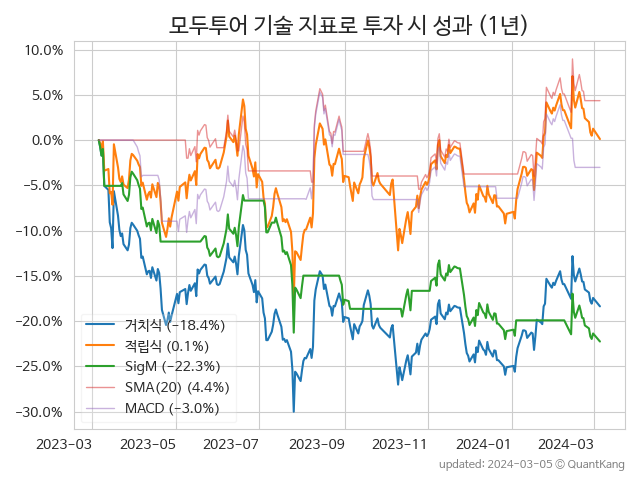 모두투어 기술 지표로 투자 시 성과 (1년)
10.0%
5.0%
0.0%
−5.0%
−10.0%
−15.0%
−20.0%
−25.0%
−30.0%
거치식 (−18.4%)
적립식 (0.1%)
SigM (−22.3%)
SMA(20) (4.4%)
MACD (−3.0%)
2023-03 2023-05 2023-07 2023-09 2023-11 2024-01 2024-03
updated: 2024-03-05 ⓒ QuantKang